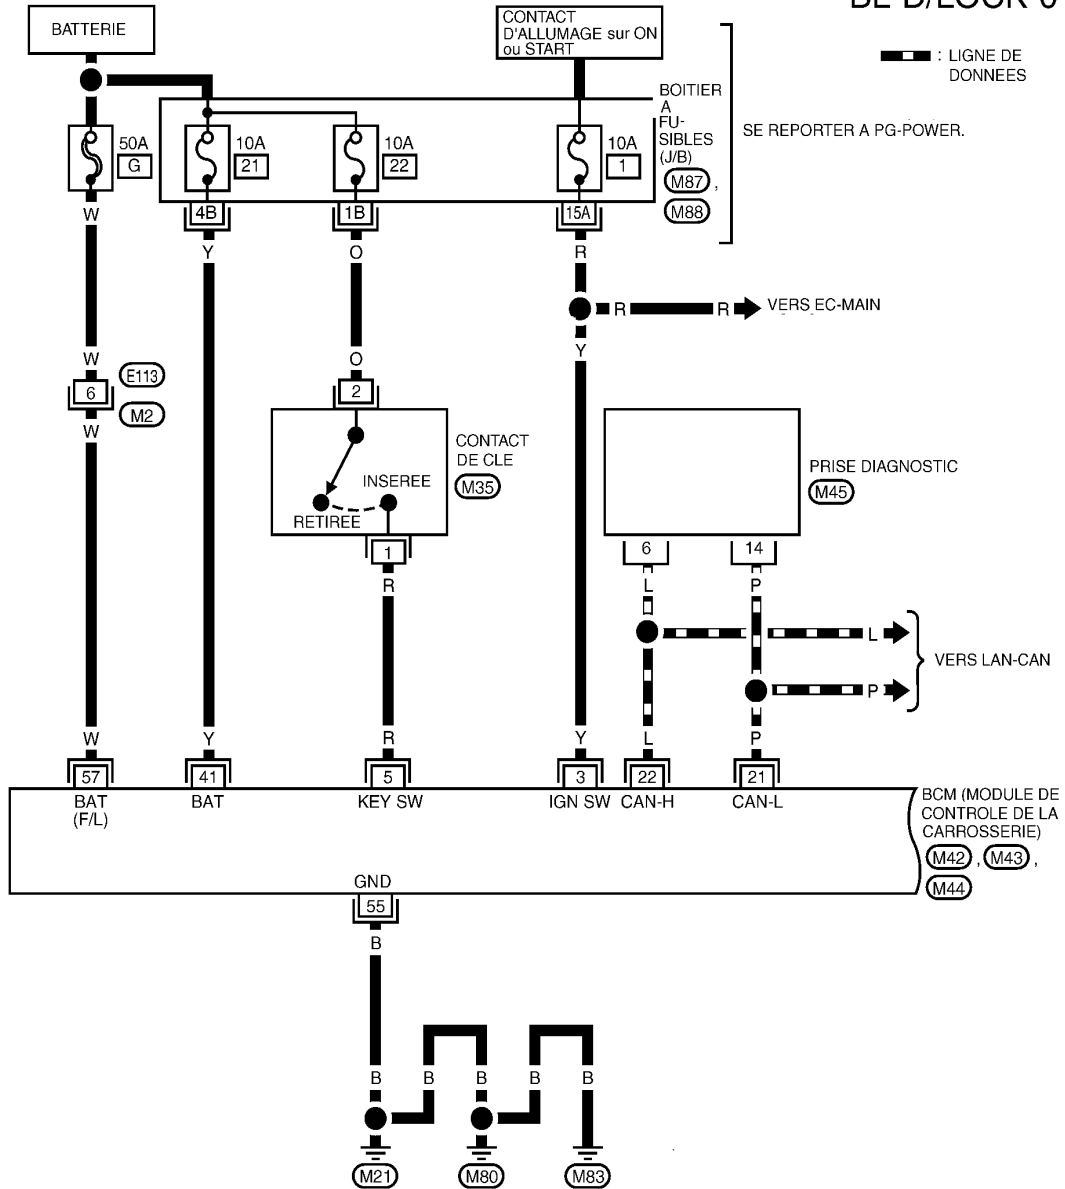 BATTERIE
CONTACT
D'ALLUMAGE sur ON
ou START
: LIGNE DE
DONNEES
BOITIER
A
FU-
SIBLES
(J/B)
M87 ,
M88
SE REPORTER A PG-POWER.
50A
G
10A
21
10A
22
10A
1
4B
1B
15A
W
Y
O
R
R
R
VERS EC-MAIN
Y
W
O
6
E113
M2
W
2
CONTACT
DE CLE
M35
INSEREE
RETIREE
1
R
PRISE DIAGNOSTIC
M45
6
14
L
P
L
P
VERS LAN-CAN
W
Y
R
Y
L
P
57
41
5
3
22
21
BAT
(F/L)
BAT
KEY SW
IGN SW
CAN-H
CAN-L
BCM (MODULE DE
CONTROLE DE LA
CARROSSERIE)
M42 , M43 ,
M44
GND
55
B
B
B
B
B
B
M21
M80
M83